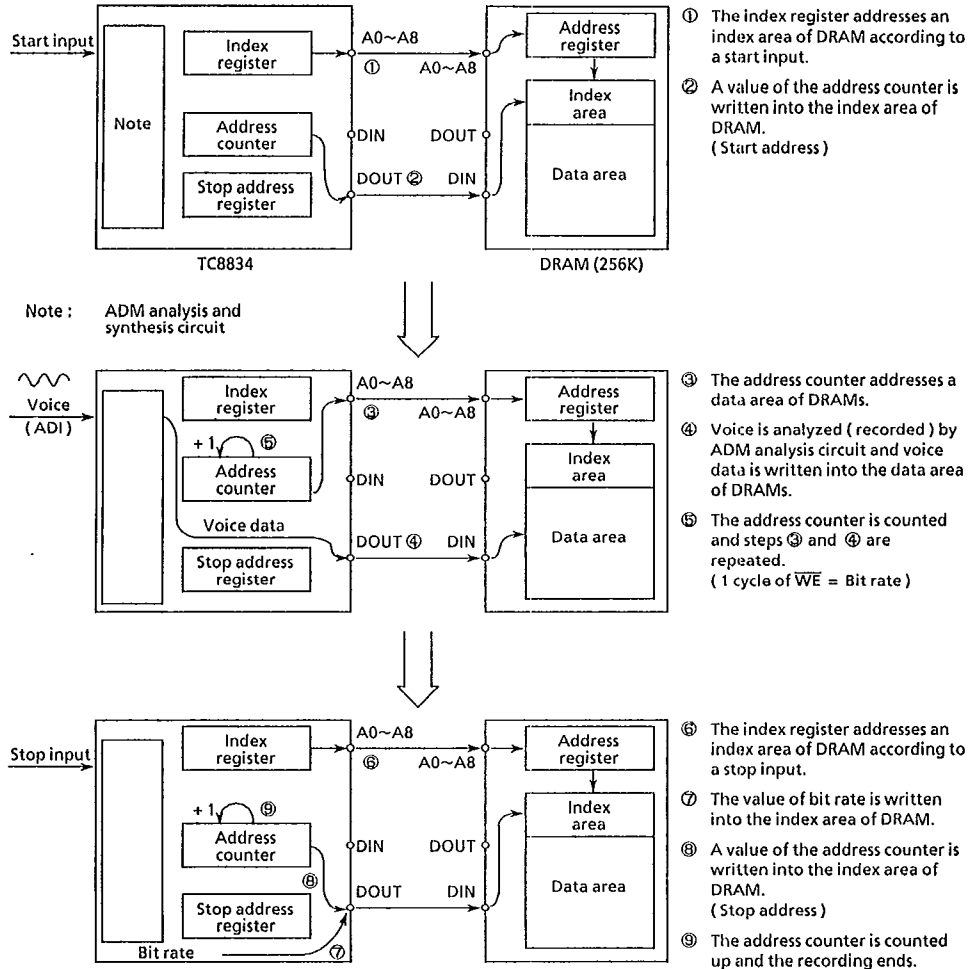 Start input
Note
Index
register
Address
counter
Stop address
register
A0~A8
①
A0~A8
DIN
DOUT
DOUT ②
DIN
Address
register
Index
area
Data area
TC8834
DRAM (256K)
① The index register addresses an
index area of DRAM according to
a start input.
② A value of the address counter is
written into the index area of
DRAM.
( Start address )
Note : ADM analysis and
synthesis circuit
Voice
( ADI )
Index
register
+ 1
⑤
Address
counter
Voice data
Stop address
register
A0~A8
③
A0~A8
DIN
DOUT
DOUT ④
DIN
Address
register
Index
area
Data area
③ The address counter addresses a
data area of DRAMs.
④ Voice is analyzed ( recorded ) by
ADM analysis circuit and voice
data is written into the data area
of DRAMs.
⑤ The address counter is counted
and steps ③ and ④ are
repeated.
( 1 cycle of W̅E̅ = Bit rate )
Stop input
Index
register
+ 1
⑨
Address
counter
⑧
Stop address
register
Bit rate
⑦
A0~A8
⑥
A0~A8
DIN
DOUT
DOUT
DIN
Address
register
Index
area
Data area
⑥ The index register addresses an
index area of DRAM according to
a stop input.
⑦ The value of bit rate is written
into the index area of DRAM.
⑧ A value of the address counter is
written into the index area of
DRAM.
( Stop address )
⑨ The address counter is counted
up and the recording ends.